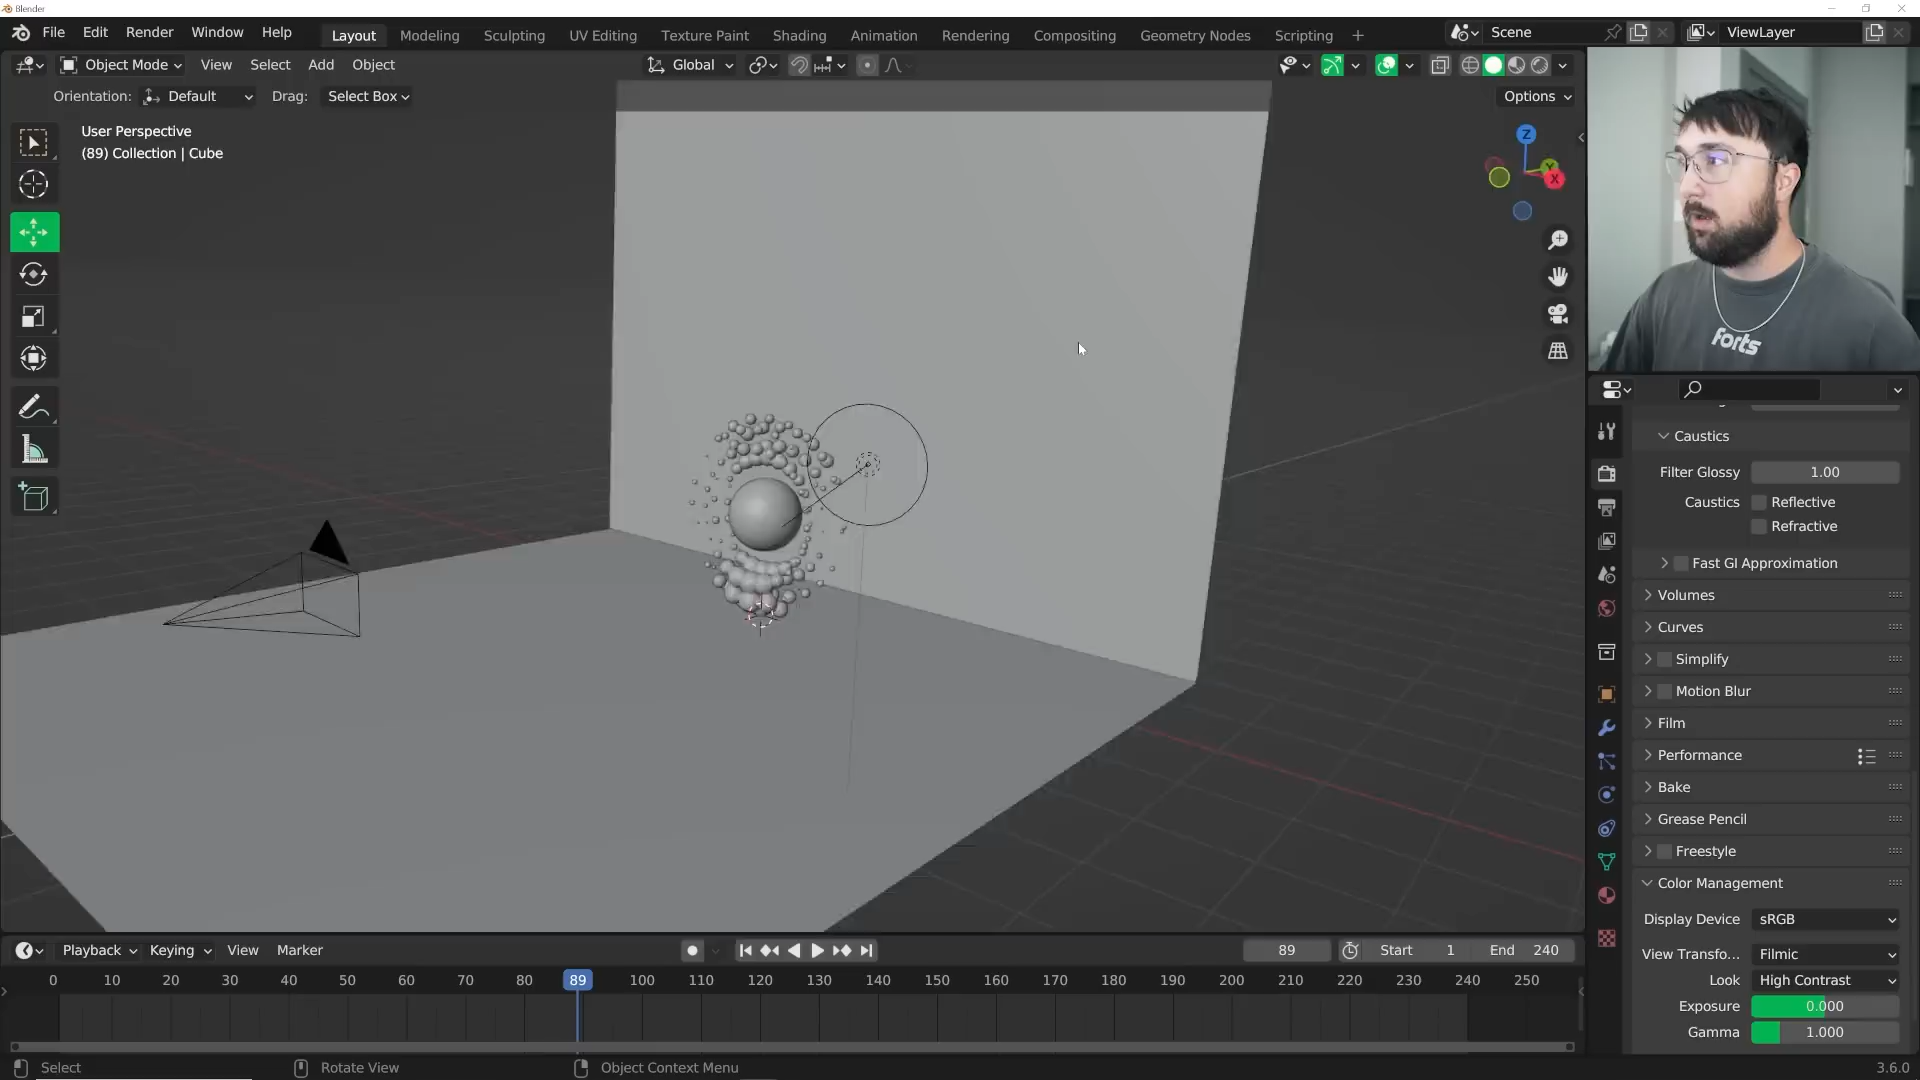 Blender
File Edit Render Window Help
Layout Modeling Sculpting UV Editing Texture Paint Shading Animation Rendering Compositing Geometry Nodes Scripting +
Scene
ViewLayer
Object Mode View Select Add Object
Global
Orientation: Default Drag: Select Box
Options
User Perspective
(89) Collection | Cube
Z
Y
X
forts
Caustics
Filter Glossy 1.00
Caustics Reflective
Refractive
Fast GI Approximation
Volumes
Curves
Simplify
Motion Blur
Film
Performance
Bake
Grease Pencil
Freestyle
Color Management
Display Device sRGB
View Transfo... Filmic
Look High Contrast
Exposure 0.000
Gamma 1.000
Playback Keying View Marker
89 Start 1 End 240
0 10 20 30 40 50 60 70 80 89 100 110 120 130 140 150 160 170 180 190 200 210 220 230 240 250
Select Rotate View Object Context Menu
3.6.0